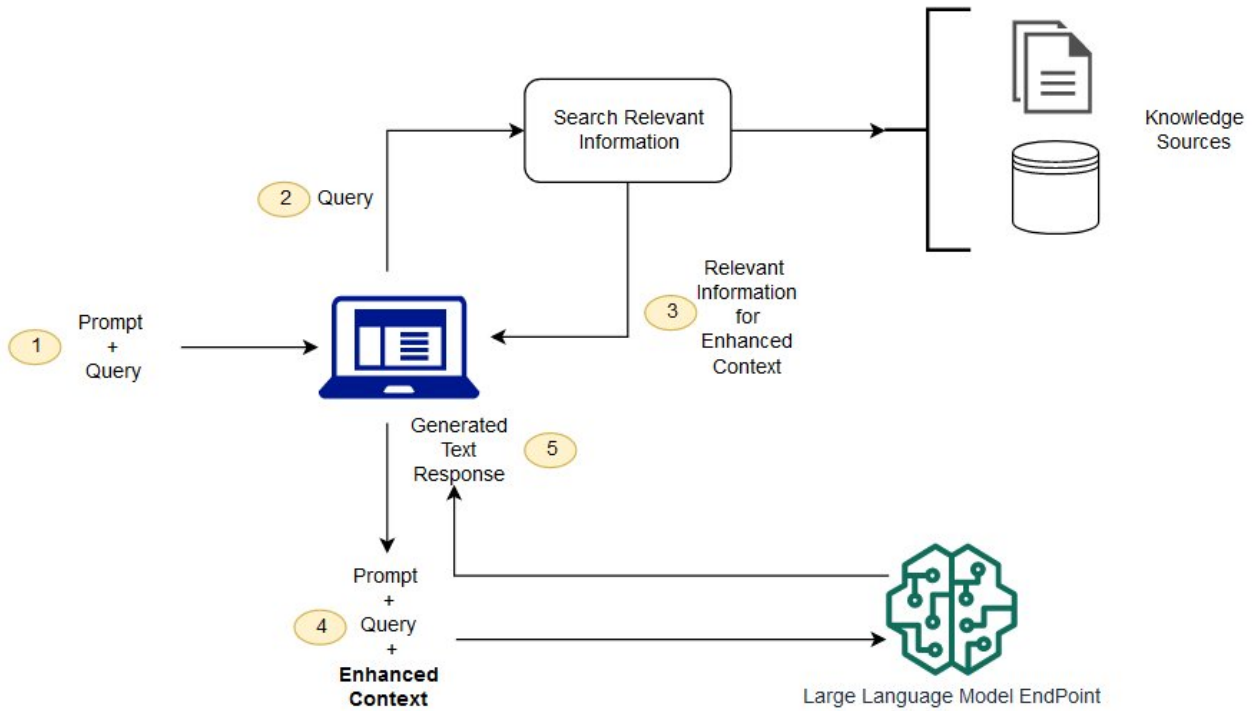 Search Relevant
Information
Knowledge
Sources
2
Query
1
Prompt
+
Query
3
Relevant
Information
for
Enhanced
Context
Generated
Text
Response
5
4
Prompt
+
Query
+
Enhanced
Context
Large Language Model EndPoint